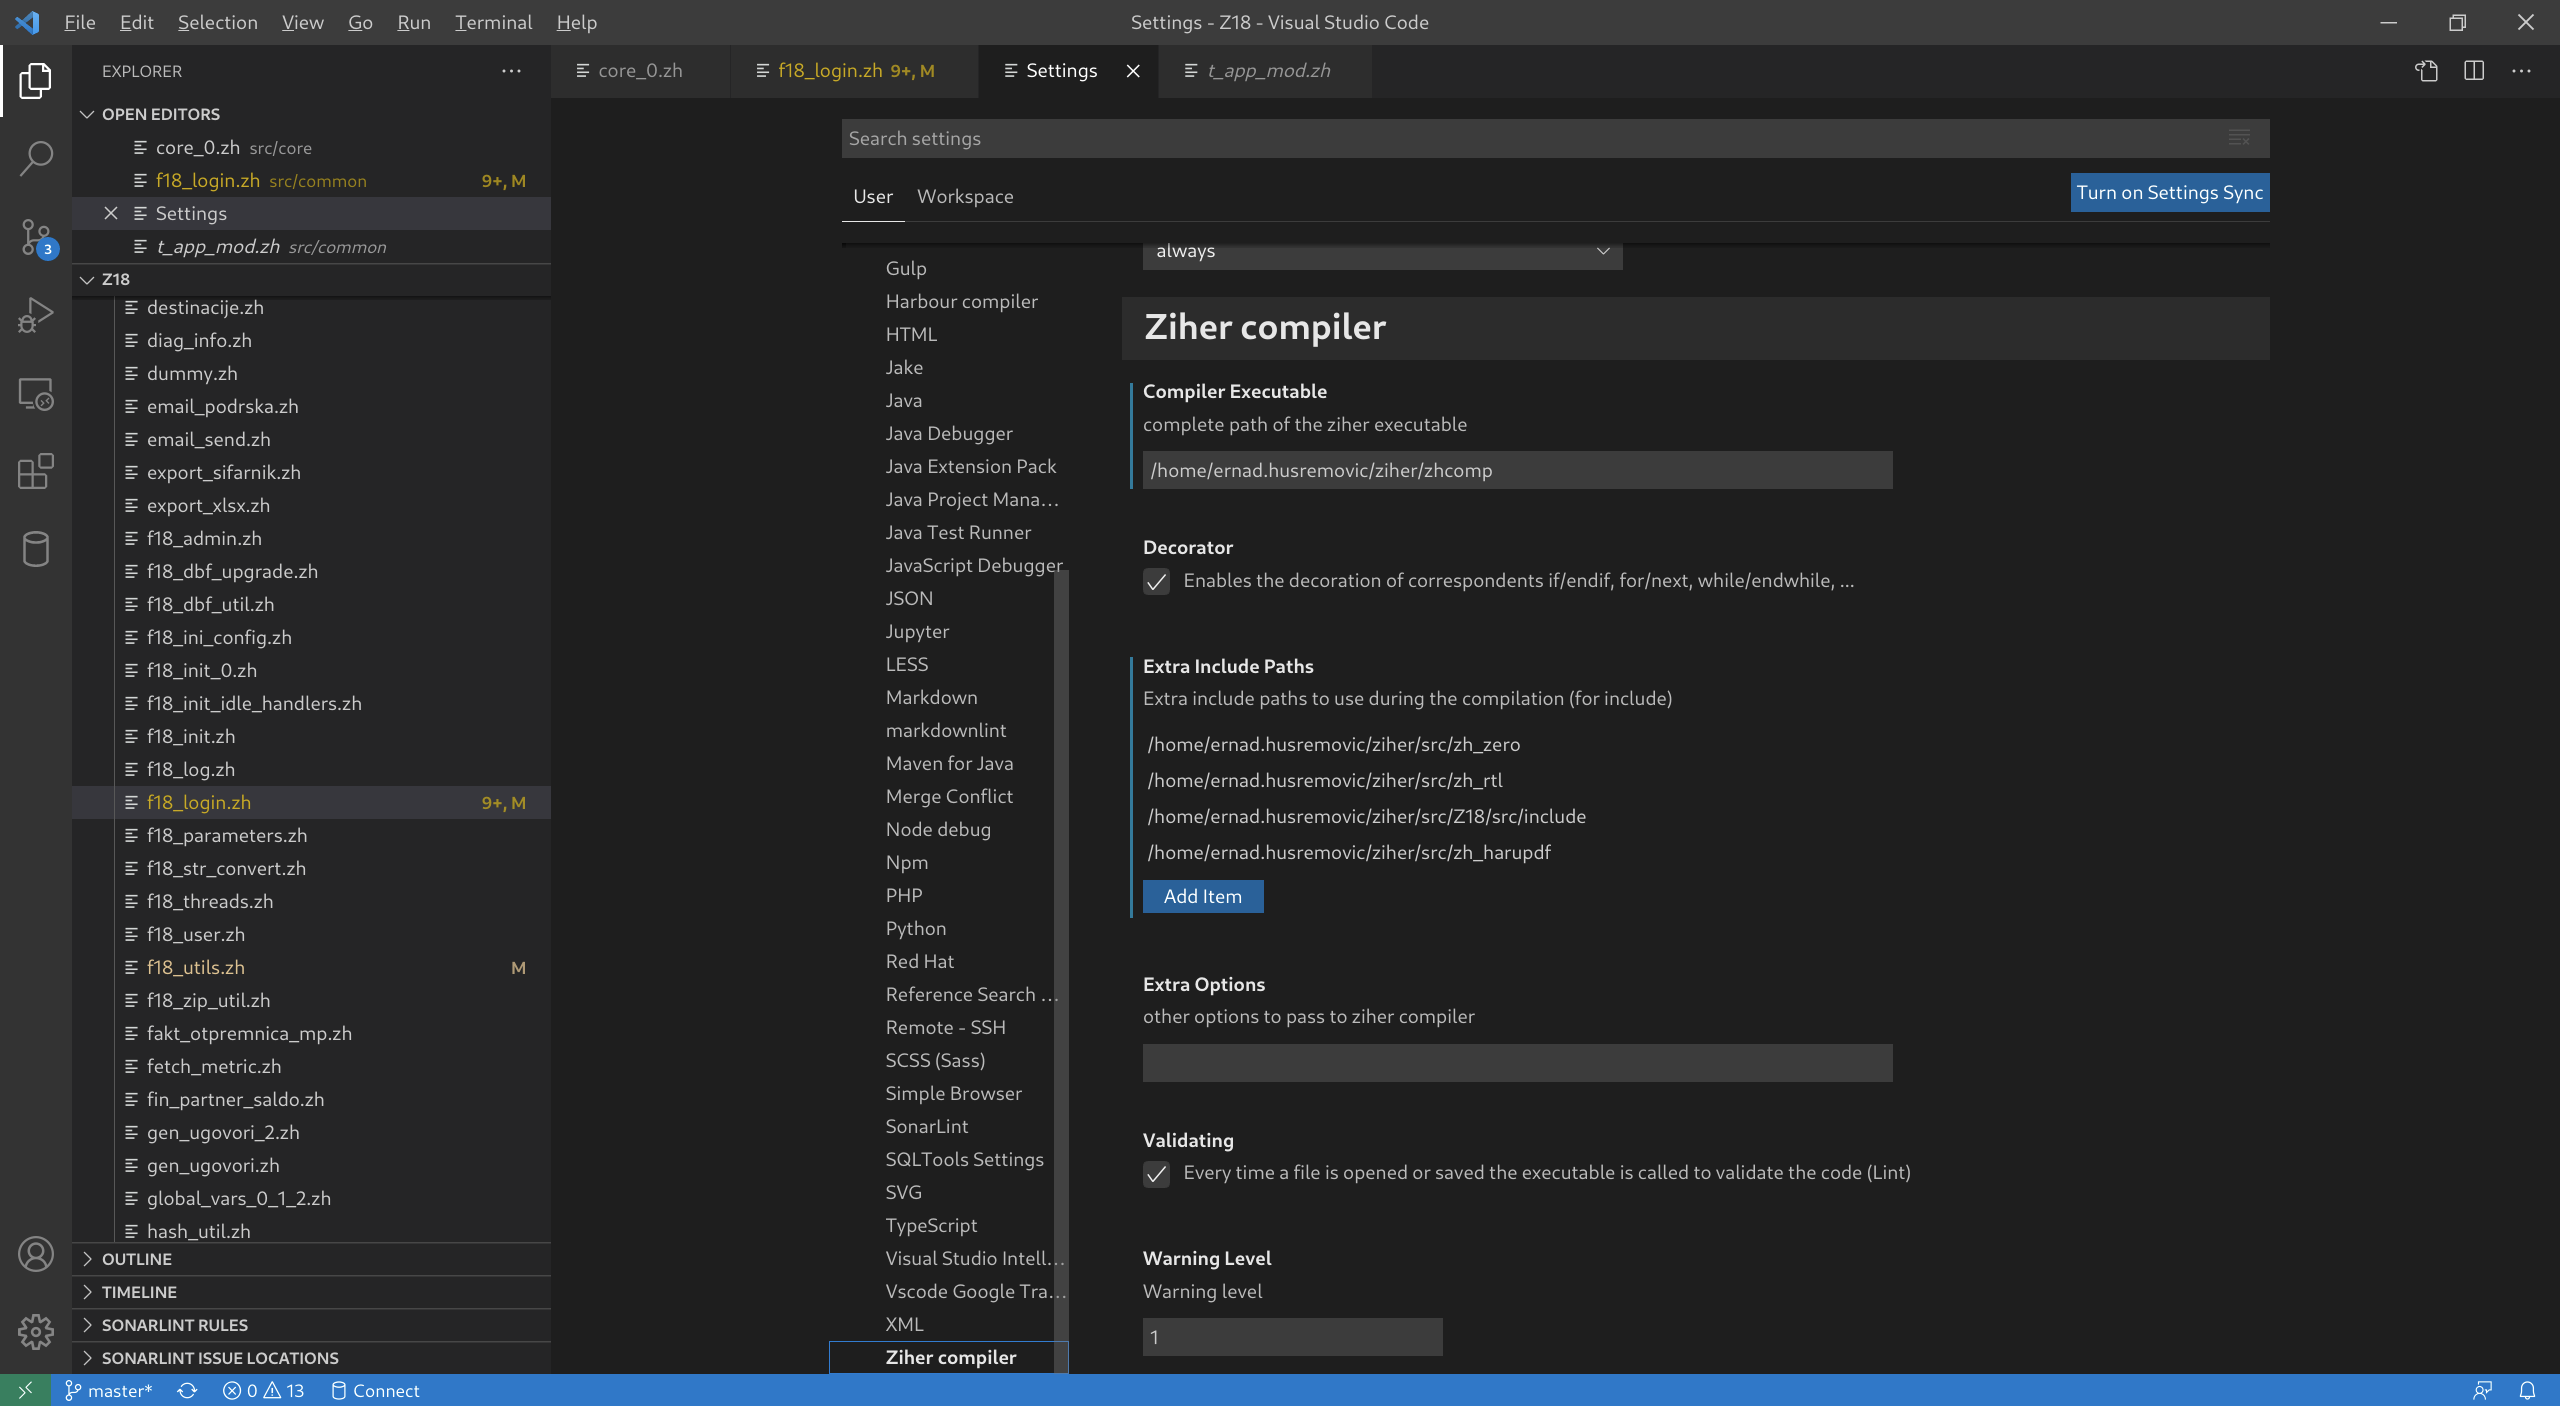 File Edit Selection View Go Run Terminal Help
Settings - Z18 - Visual Studio Code
EXPLORER
OPEN EDITORS
core_0.zh src/core
f18_login.zh src/common 9+, M
Settings
t_app_mod.zh src/common
Z18
destinacije.zh
diag_info.zh
dummy.zh
email_podrska.zh
email_send.zh
export_sifarnik.zh
export_xlsx.zh
f18_admin.zh
f18_dbf_upgrade.zh
f18_dbf_util.zh
f18_ini_config.zh
f18_init_0.zh
f18_init_idle_handlers.zh
f18_init.zh
f18_log.zh
f18_login.zh 9+, M
f18_parameters.zh
f18_str_convert.zh
f18_threads.zh
f18_user.zh
f18_utils.zh M
f18_zip_util.zh
fakt_otpremnica_mp.zh
fetch_metric.zh
fin_partner_saldo.zh
gen_ugovori_2.zh
gen_ugovori.zh
global_vars_0_1_2.zh
hash_util.zh
OUTLINE
TIMELINE
SONARLINT RULES
SONARLINT ISSUE LOCATIONS
3
core_0.zh
f18_login.zh 9+, M
Settings
t_app_mod.zh
Search settings
User Workspace
Turn on Settings Sync
Gulp
Harbour compiler
HTML
Jake
Java
Java Debugger
Java Extension Pack
Java Project Mana...
Java Test Runner
JavaScript Debugger
JSON
Jupyter
LESS
Markdown
markdownlint
Maven for Java
Merge Conflict
Node debug
Npm
PHP
Python
Red Hat
Reference Search ...
Remote - SSH
SCSS (Sass)
Simple Browser
SonarLint
SQLTools Settings
SVG
TypeScript
Visual Studio Intell...
Vscode Google Tra...
XML
Ziher compiler
always
Ziher compiler
Compiler Executable
complete path of the ziher executable
/home/ernad.husremovic/ziher/zhcomp
Decorator
Enables the decoration of correspondents if/endif, for/next, while/endwhile, ...
Extra Include Paths
Extra include paths to use during the compilation (for include)
/home/ernad.husremovic/ziher/src/zh_zero
/home/ernad.husremovic/ziher/src/zh_rtl
/home/ernad.husremovic/ziher/src/Z18/src/include
/home/ernad.husremovic/ziher/src/zh_harupdf
Add Item
Extra Options
other options to pass to ziher compiler
Validating
Every time a file is opened or saved the executable is called to validate the code (Lint)
Warning Level
Warning level
1
master* 0 13 Connect